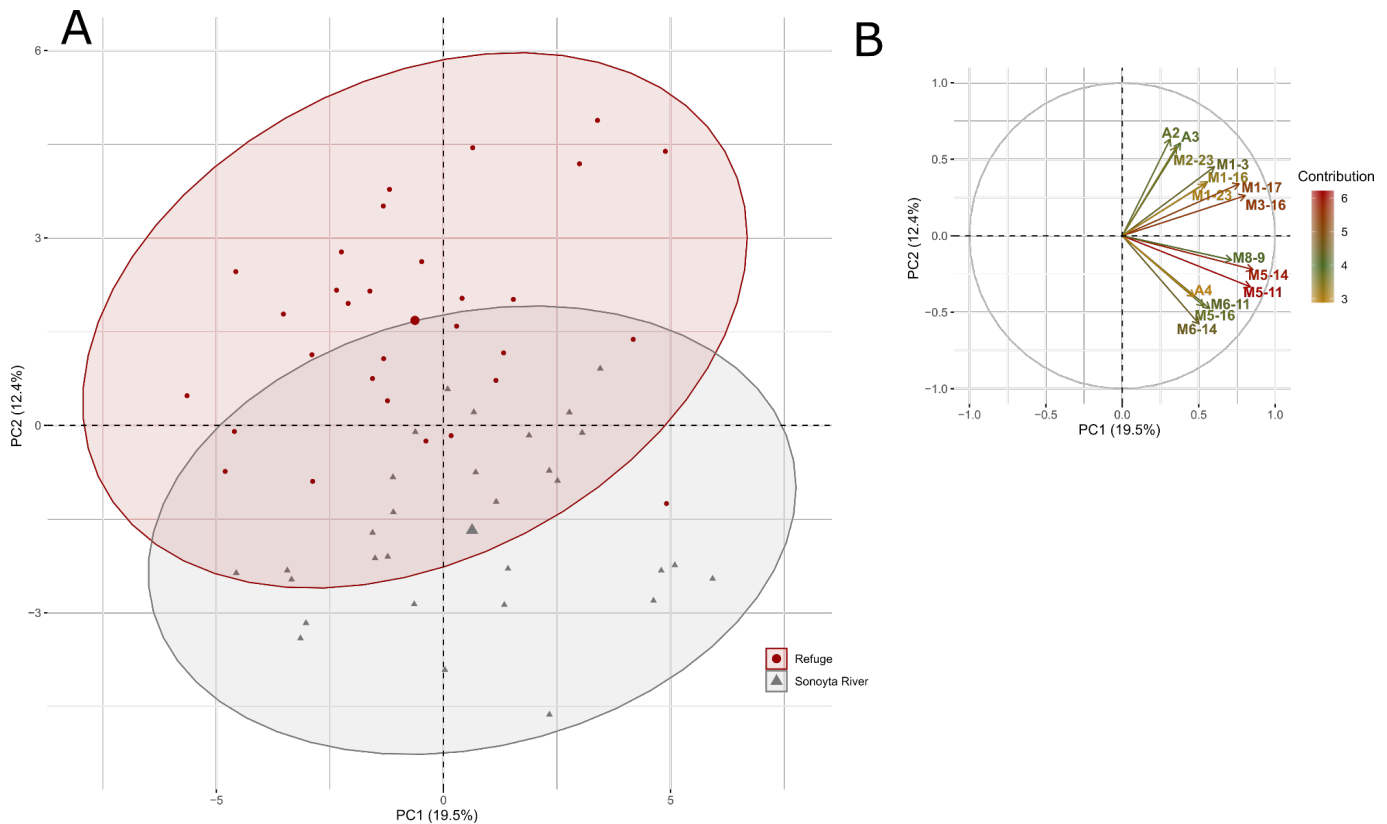 A
6
3
0
−3
PC2 (12.4%)
−5
0
5
PC1 (19.5%)
Refuge
Sonoyta River
B
1.0
0.5
0.0
−0.5
−1.0
PC2 (12.4%)
A2
A3
M2-23
M1-3
M1-16
M1-17
M1-23
M3-16
M8-9
M5-14
A4
M5-11
M6-11
M5-16
M6-14
−1.0
−0.5
0.0
0.5
1.0
PC1 (19.5%)
Contribution
6
5
4
3